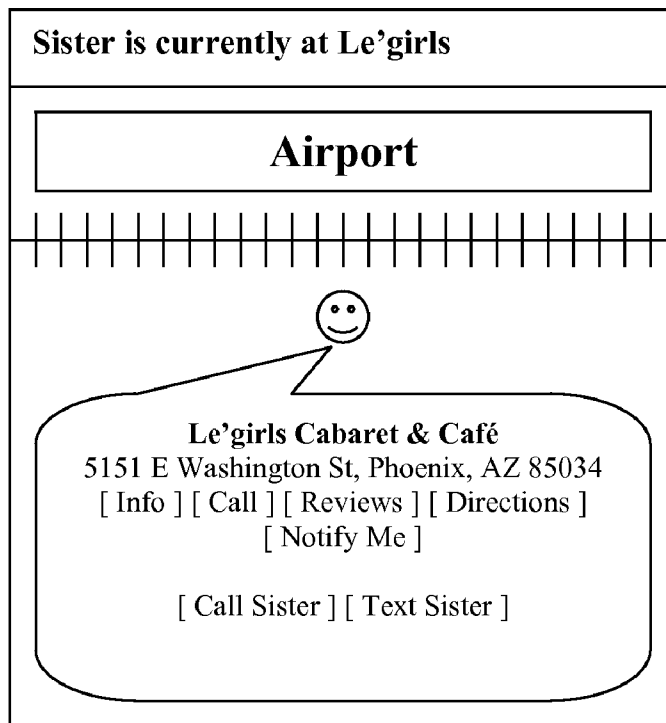 Sister is currently at Le’girls
Airport
Le’girls Cabaret & Café
5151 E Washington St, Phoenix, AZ 85034
[ Info ] [ Call ] [ Reviews ] [ Directions ]
[ Notify Me ]
[ Call Sister ] [ Text Sister ]